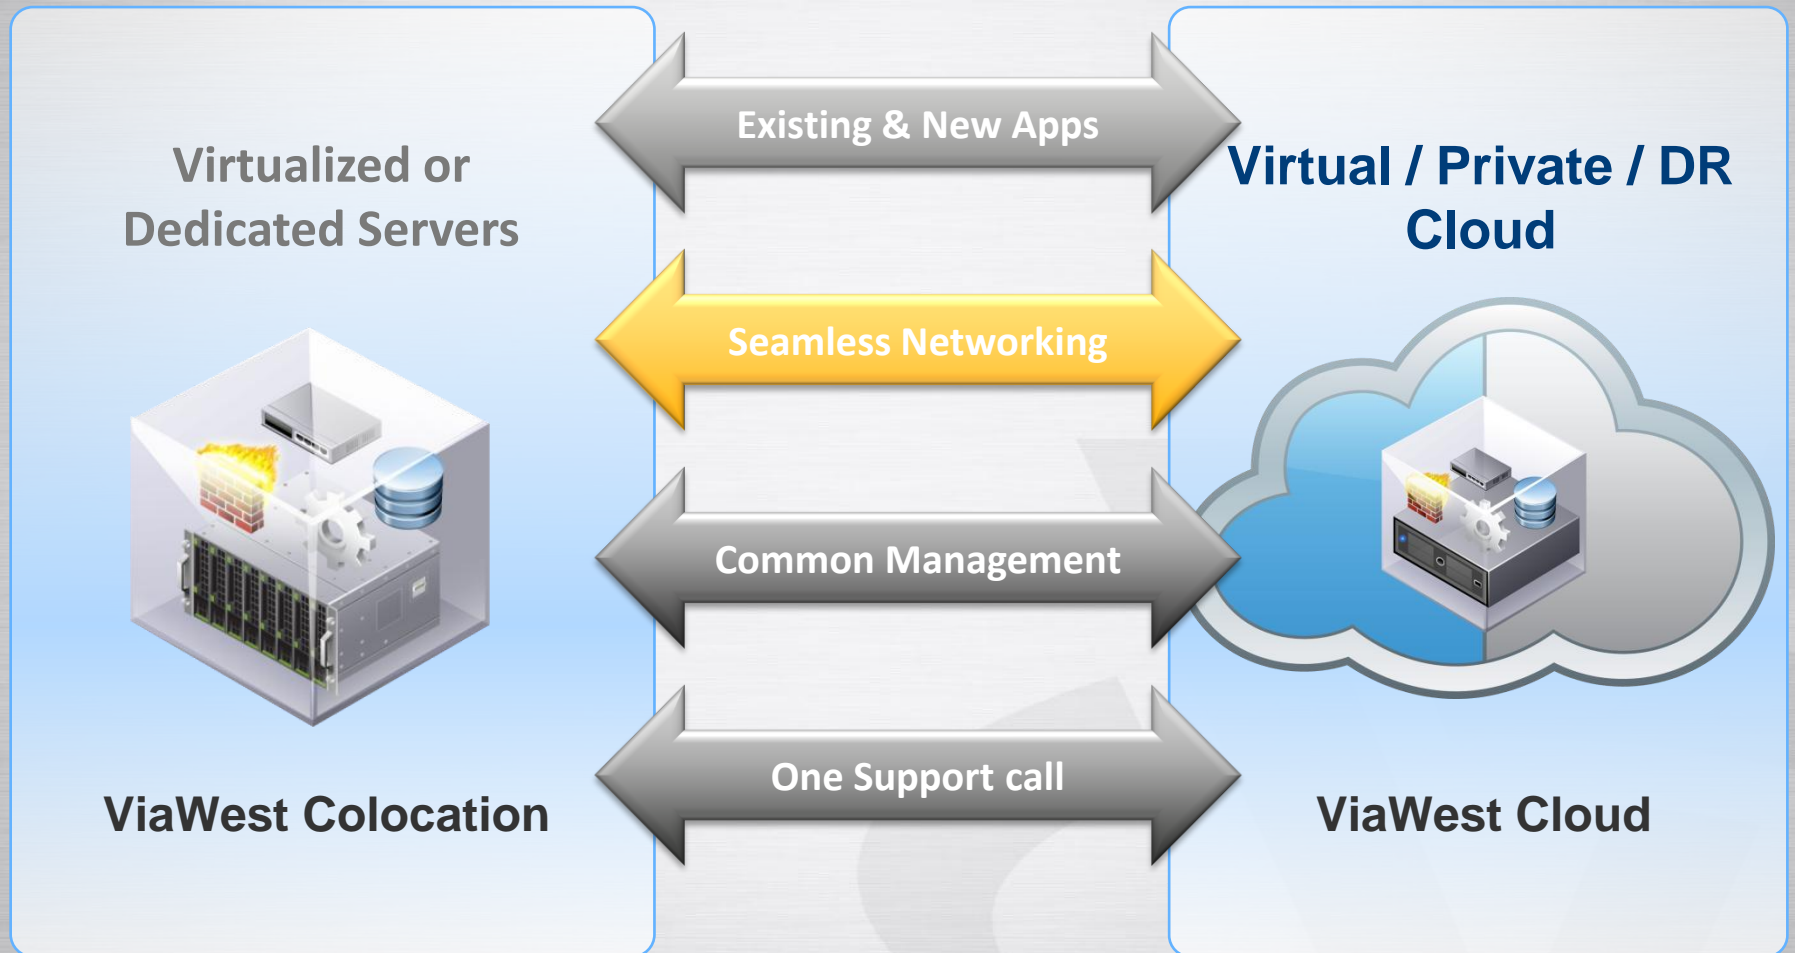 Virtualized or
Dedicated Servers
ViaWest Colocation
Existing & New Apps
Seamless Networking
Common Management
One Support call
Virtual / Private / DR
Cloud
ViaWest Cloud